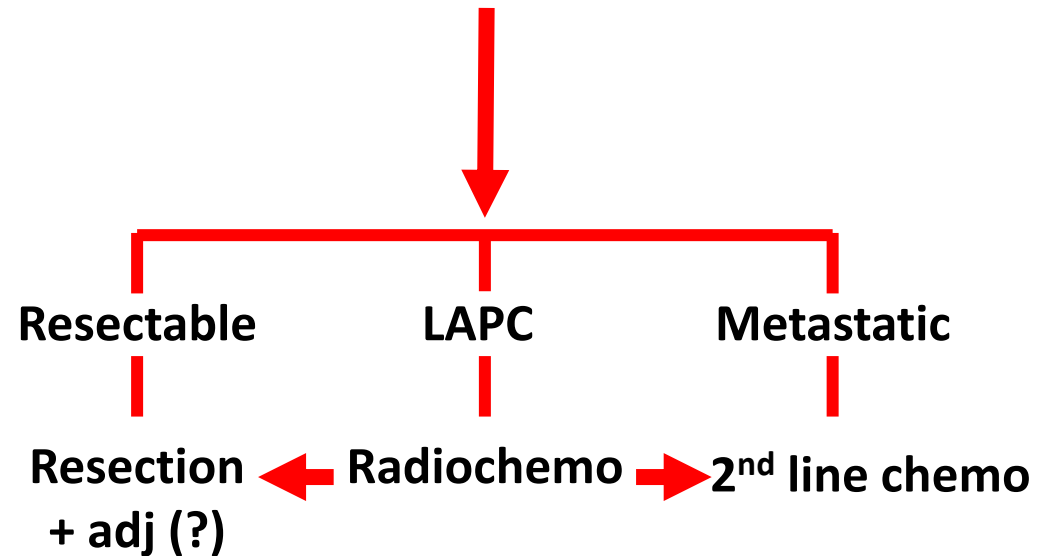 Resectable LAPC Metastatic
Resection Radiochemo 2nd line chemo
+ adj (?)